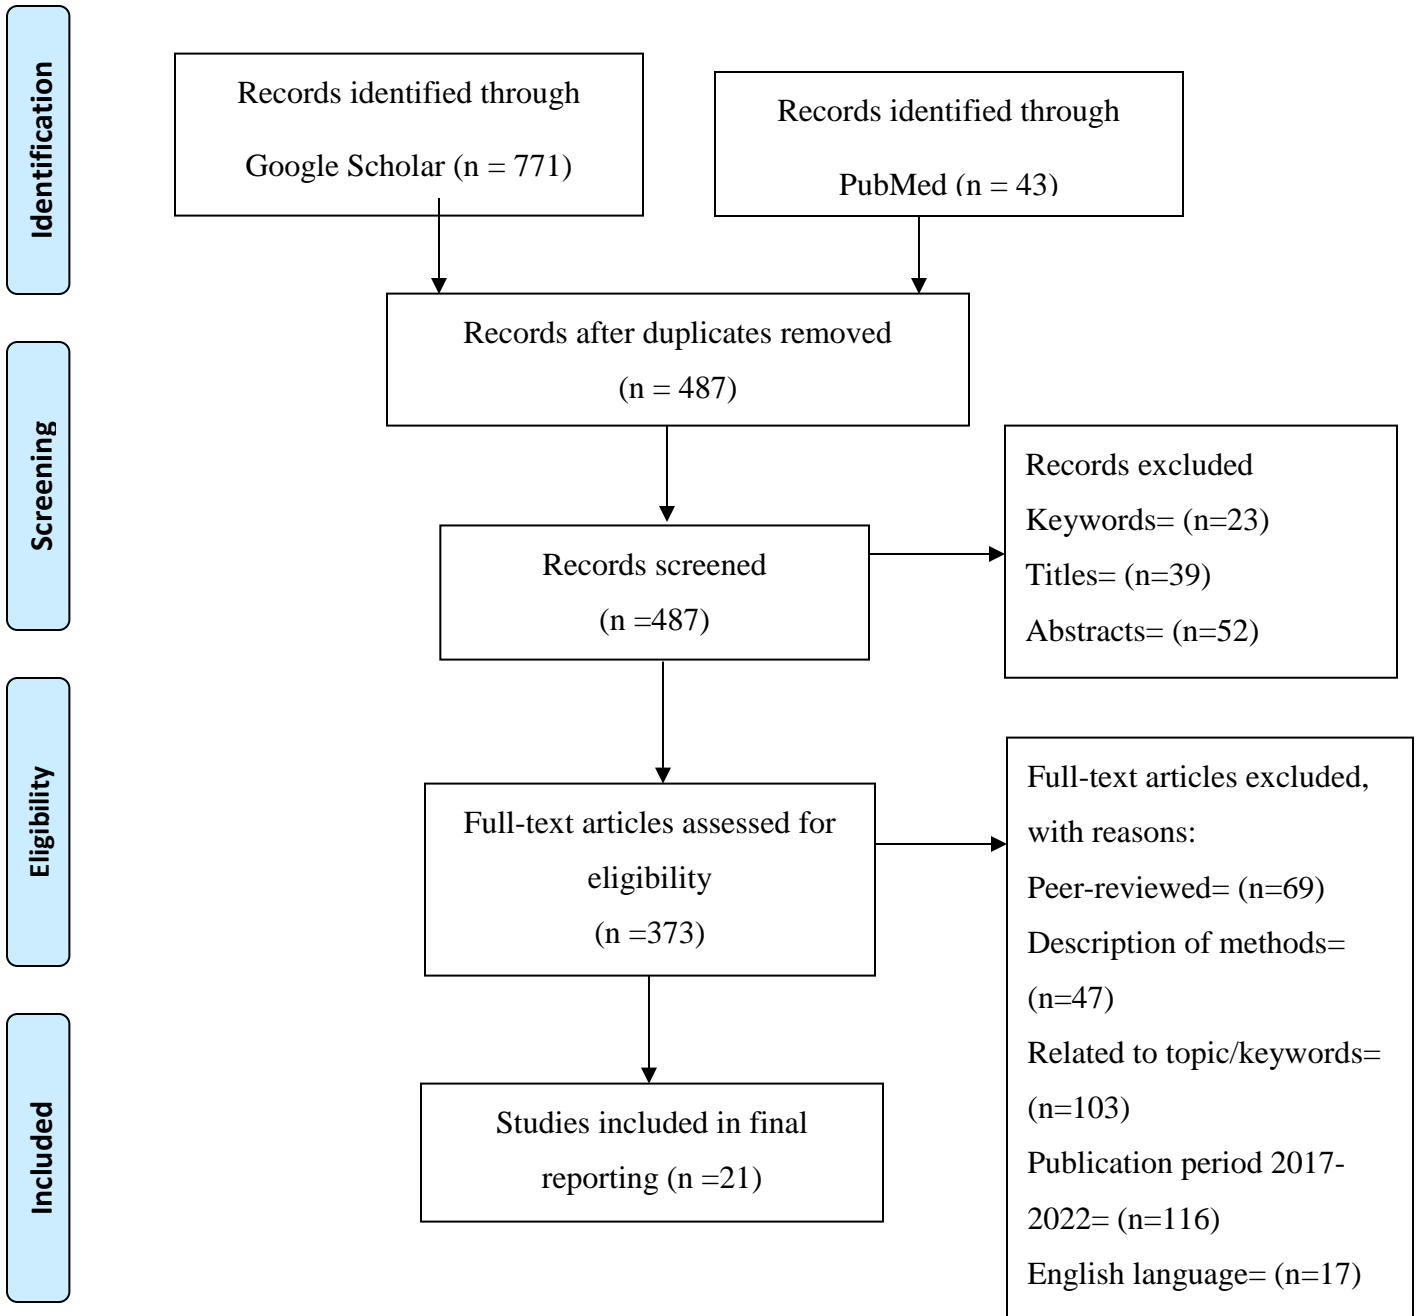 Identification
Records identified through
Google Scholar (n = 771)
Records identified through
PubMed (n = 43)
Records after duplicates removed
(n = 487)
Screening
Records screened
(n =487)
Records excluded
Keywords= (n=23)
Titles= (n=39)
Abstracts= (n=52)
Eligibility
Full-text articles assessed for
eligibility
(n =373)
Full-text articles excluded,
with reasons:
Peer-reviewed= (n=69)
Description of methods=
(n=47)
Related to topic/keywords=
(n=103)
Publication period 2017-
2022= (n=116)
English language= (n=17)
Included
Studies included in final
reporting (n =21)